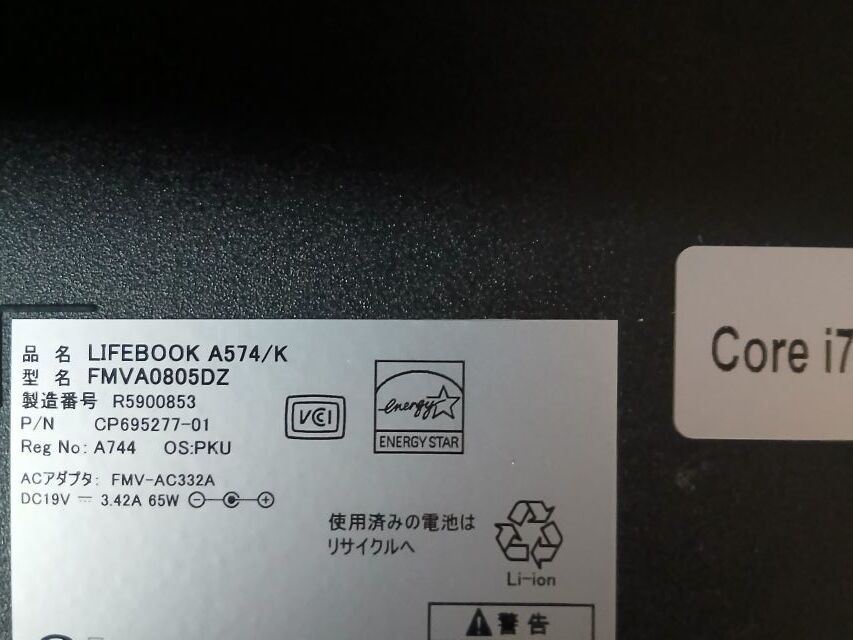 品 名 LIFEBOOK A574/K
型 名 FMVA0805DZ
製造番号 R5900853
P/N CP695277-01
Reg No: A744 OS:PKU
ACアダプタ: FMV-AC332A
DC19V ⎓ 3.42A 65W
VCI
energy
ENERGY STAR
使用済みの電池は
リサイクルへ
Li-ion
警告
Core i7